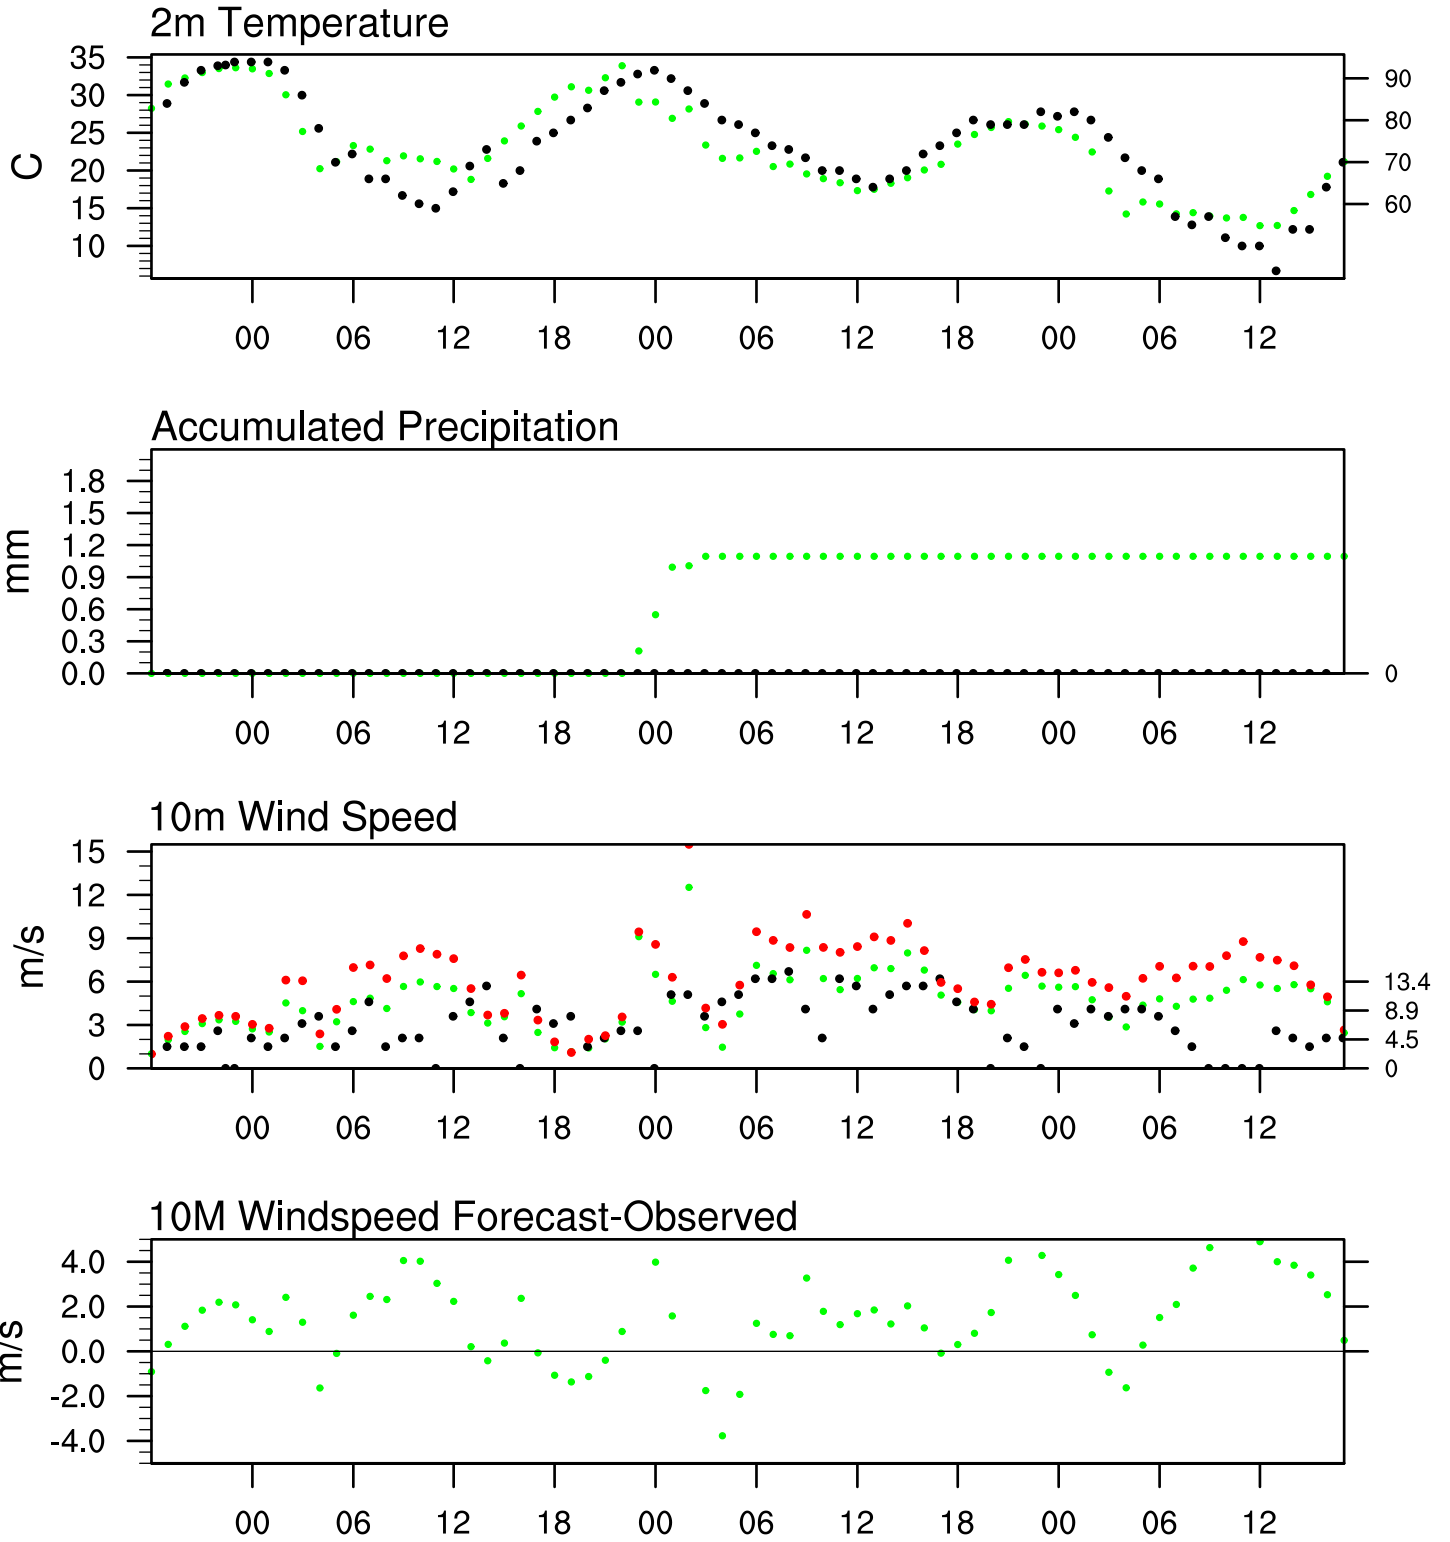 2m Temperature
35
30
25
20
15
10
C
90
80
70
60
00 06 12 18 00 06 12 18 00 06 12
Accumulated Precipitation
1.8
1.5
1.2
0.9
0.6
0.3
0.0
mm
0
00 06 12 18 00 06 12 18 00 06 12
10m Wind Speed
15
12
9
6
3
0
m/s
13.4
8.9
4.5
0
00 06 12 18 00 06 12 18 00 06 12
10M Windspeed Forecast-Observed
4.0
2.0
0.0
-2.0
-4.0
m/s
00 06 12 18 00 06 12 18 00 06 12